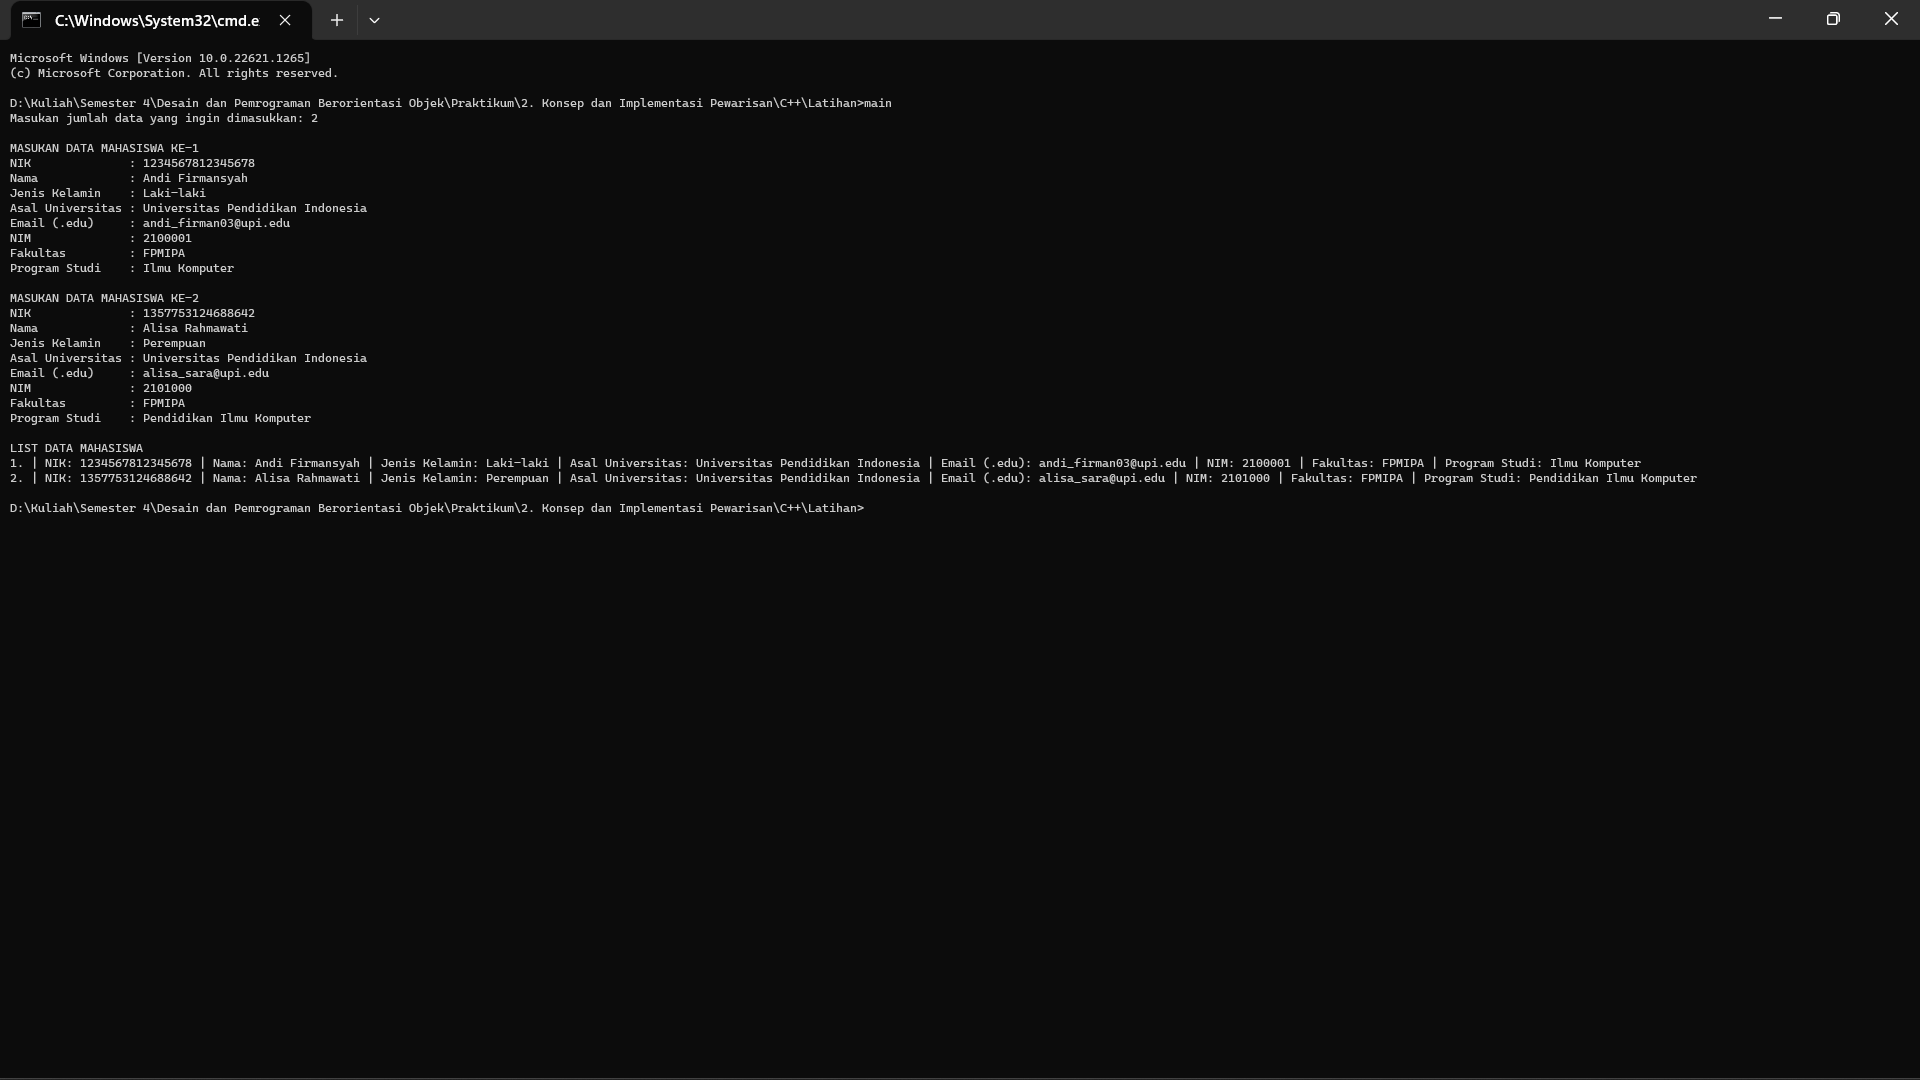 C:\Windows\System32\cmd.e
Microsoft Windows [Version 10.0.22621.1265]
(c) Microsoft Corporation. All rights reserved.
D:\Kuliah\Semester 4\Desain dan Pemrograman Berorientasi Objek\Praktikum\2. Konsep dan Implementasi Pewarisan\C++\Latihan>main
Masukan jumlah data yang ingin dimasukkan: 2
MASUKAN DATA MAHASISWA KE-1
NIK              : 1234567812345678
Nama             : Andi Firmansyah
Jenis Kelamin    : Laki-laki
Asal Universitas : Universitas Pendidikan Indonesia
Email (.edu)     : andi_firman03@upi.edu
NIM              : 2100001
Fakultas         : FPMIPA
Program Studi    : Ilmu Komputer
MASUKAN DATA MAHASISWA KE-2
NIK              : 1357753124688642
Nama             : Alisa Rahmawati
Jenis Kelamin    : Perempuan
Asal Universitas : Universitas Pendidikan Indonesia
Email (.edu)     : alisa_sara@upi.edu
NIM              : 2101000
Fakultas         : FPMIPA
Program Studi    : Pendidikan Ilmu Komputer
LIST DATA MAHASISWA
1. | NIK: 1234567812345678 | Nama: Andi Firmansyah | Jenis Kelamin: Laki-laki | Asal Universitas: Universitas Pendidikan Indonesia | Email (.edu): andi_firman03@upi.edu | NIM: 2100001 | Fakultas: FPMIPA | Program Studi: Ilmu Komputer
2. | NIK: 1357753124688642 | Nama: Alisa Rahmawati | Jenis Kelamin: Perempuan | Asal Universitas: Universitas Pendidikan Indonesia | Email (.edu): alisa_sara@upi.edu | NIM: 2101000 | Fakultas: FPMIPA | Program Studi: Pendidikan Ilmu Komputer
D:\Kuliah\Semester 4\Desain dan Pemrograman Berorientasi Objek\Praktikum\2. Konsep dan Implementasi Pewarisan\C++\Latihan>